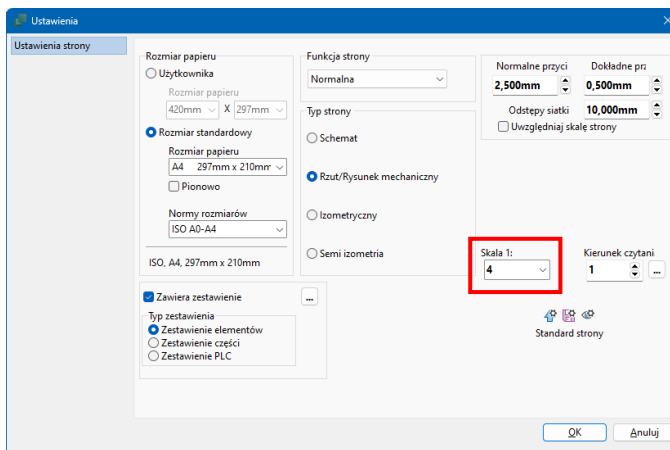 Ustawienia
Ustawienia strony
Rozmiar papieru
Użytkownika
Rozmiar papieru
420mm X 297mm
Rozmiar standardowy
Rozmiar papieru
A4 297mm x 210mm
Pionowo
Normy rozmiarów
ISO A0-A4
ISO, A4, 297mm x 210mm
Funkcja strony
Normalna
Typ strony
Schemat
Rzut/Rysunek mechaniczny
Izometryczny
Semi izometria
Normalne przyci Dokładne prz
2,500mm 0,500mm
Odstępy siatki 10,000mm
Uwzględniaj skalę strony
Skala 1: Kierunek czytani
4 1 ...
Zawiera zestawienie ...
Typ zestawienia
Zestawienie elementów
Zestawienie części
Zestawienie PLC
Standard strony
OK Anuluj